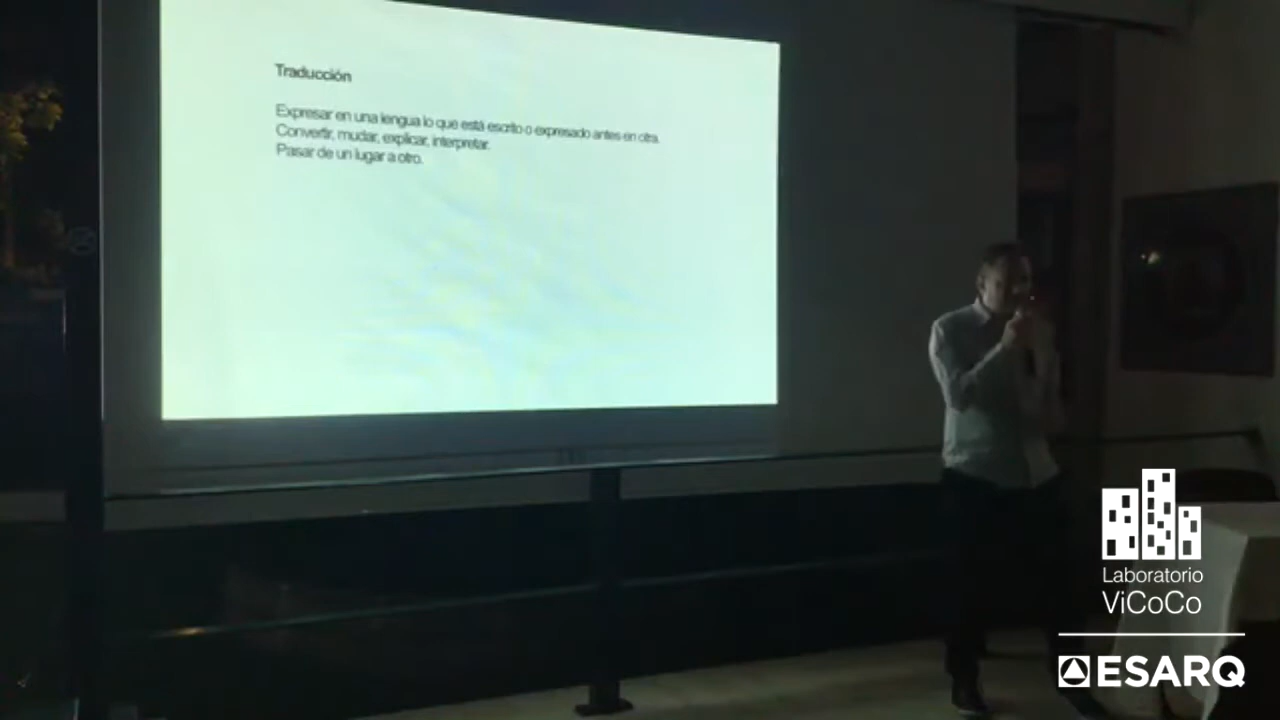 Traducción
Expresar en una lengua lo que está escrito o expresado antes en otra.
Convertir, mudar, explicar, interpretar.
Pasar de un lugar a otro.
Laboratorio
ViCoCo
ESARQ